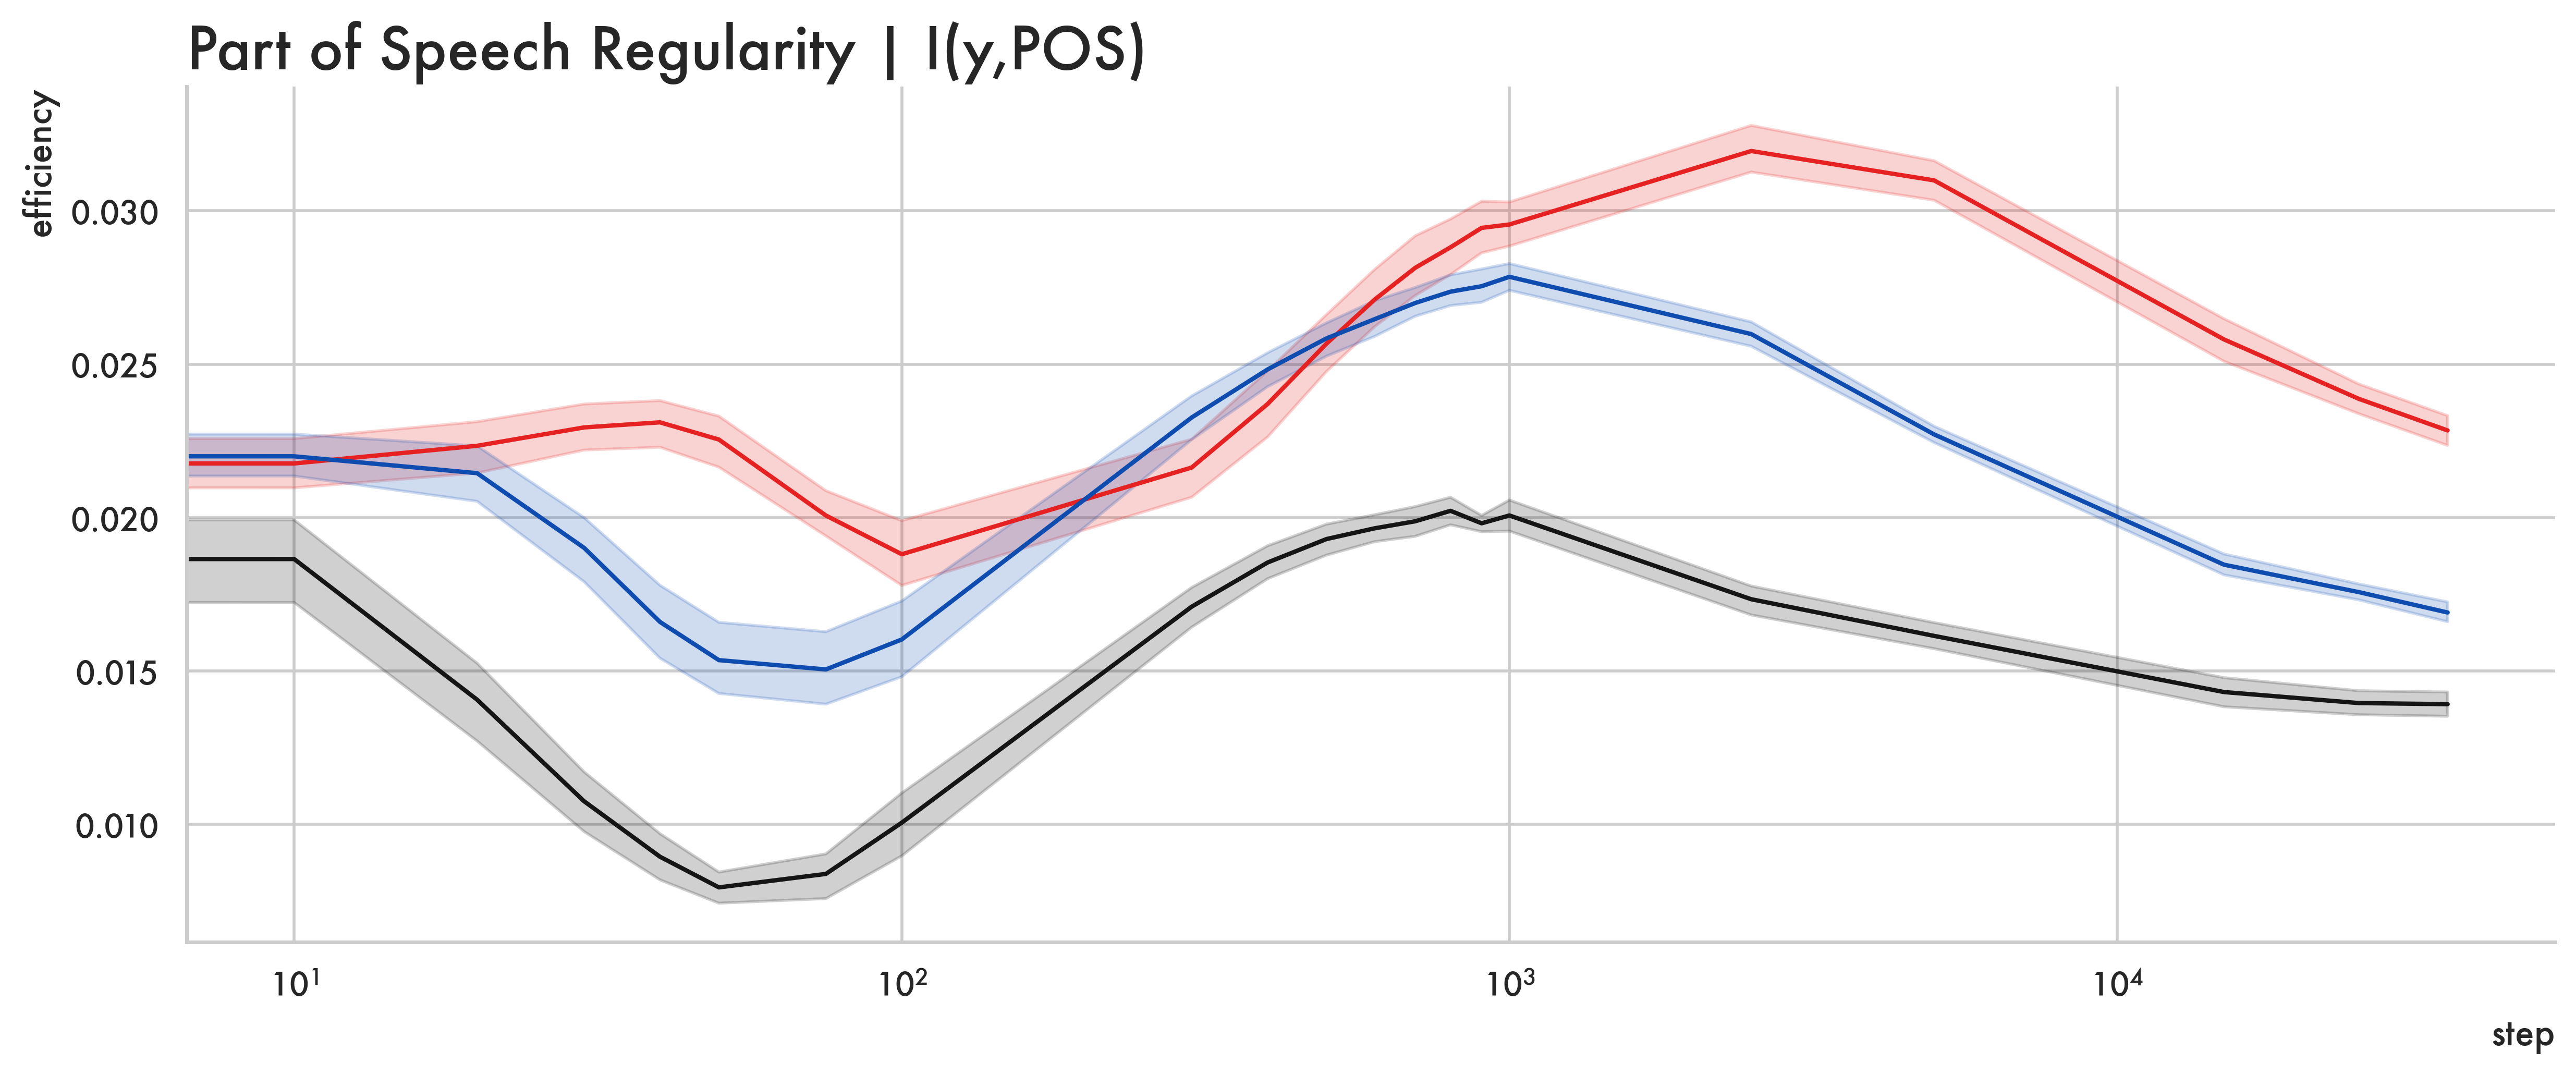 Part of Speech Regularity | I(y,POS)
efficiency
0.030
0.025
0.020
0.015
0.010
10¹ 10² 10³ 10⁴
step